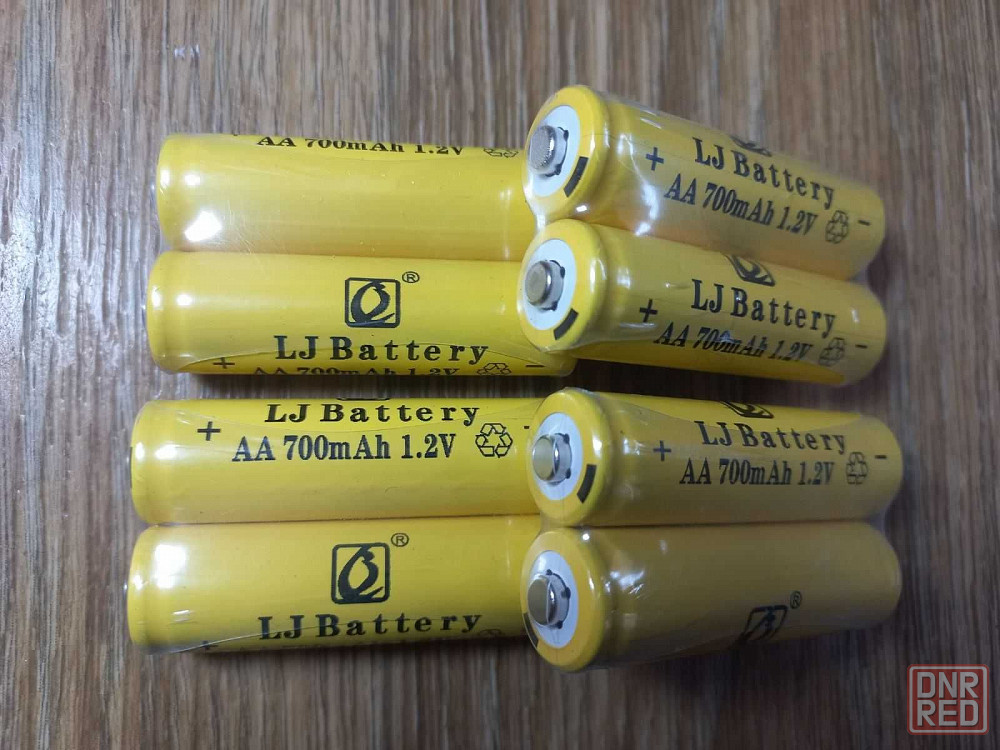 AA 700mAh 1.2V
®
LJ Battery
+ -
AA 700mAh 1.2V
LJ Battery
+ AA 700mAh 1.2V -
®
LJ Battery
+
+ LJ Battery -
AA 700mAh 1.2V
+ LJ Battery -
AA 700mAh 1.2V
+ LJ Battery -
AA 700mAh 1.2V
®
DNR
RED